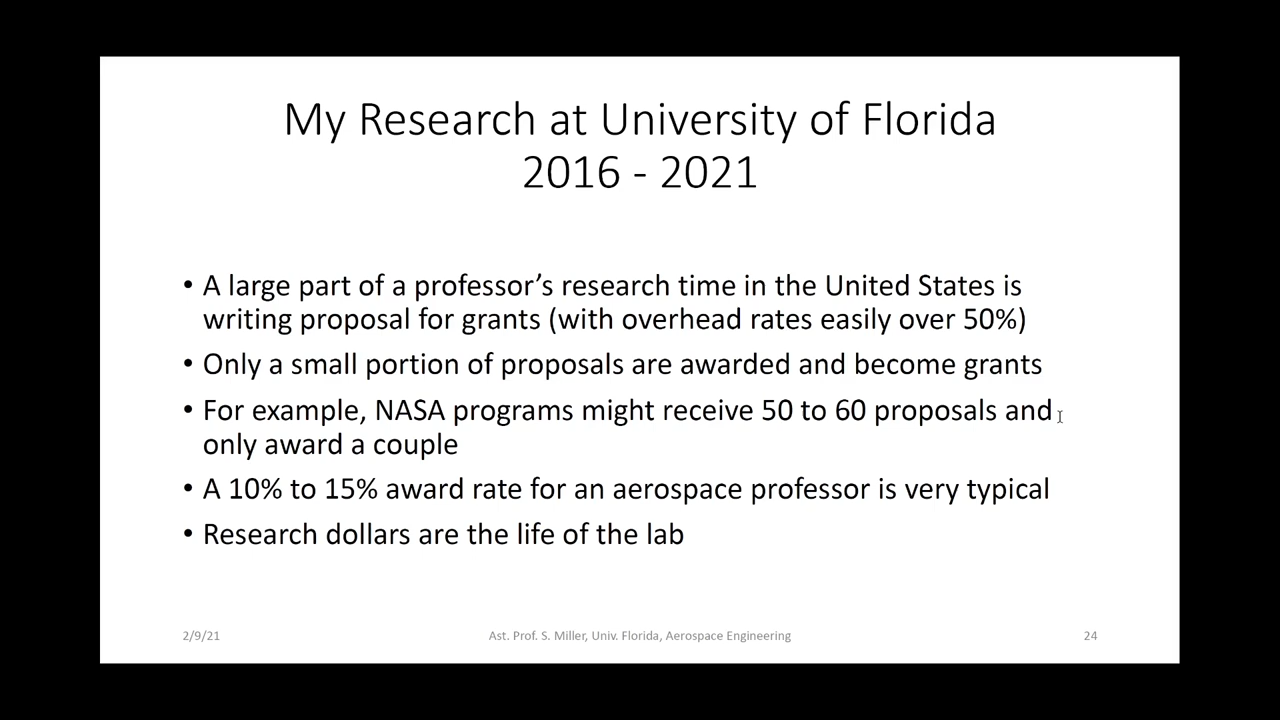 My Research at University of Florida
2016 - 2021
• A large part of a professor’s research time in the United States is
writing proposal for grants (with overhead rates easily over 50%)
• Only a small portion of proposals are awarded and become grants
• For example, NASA programs might receive 50 to 60 proposals and
only award a couple
• A 10% to 15% award rate for an aerospace professor is very typical
• Research dollars are the life of the lab
2/9/21
Ast. Prof. S. Miller, Univ. Florida, Aerospace Engineering
24